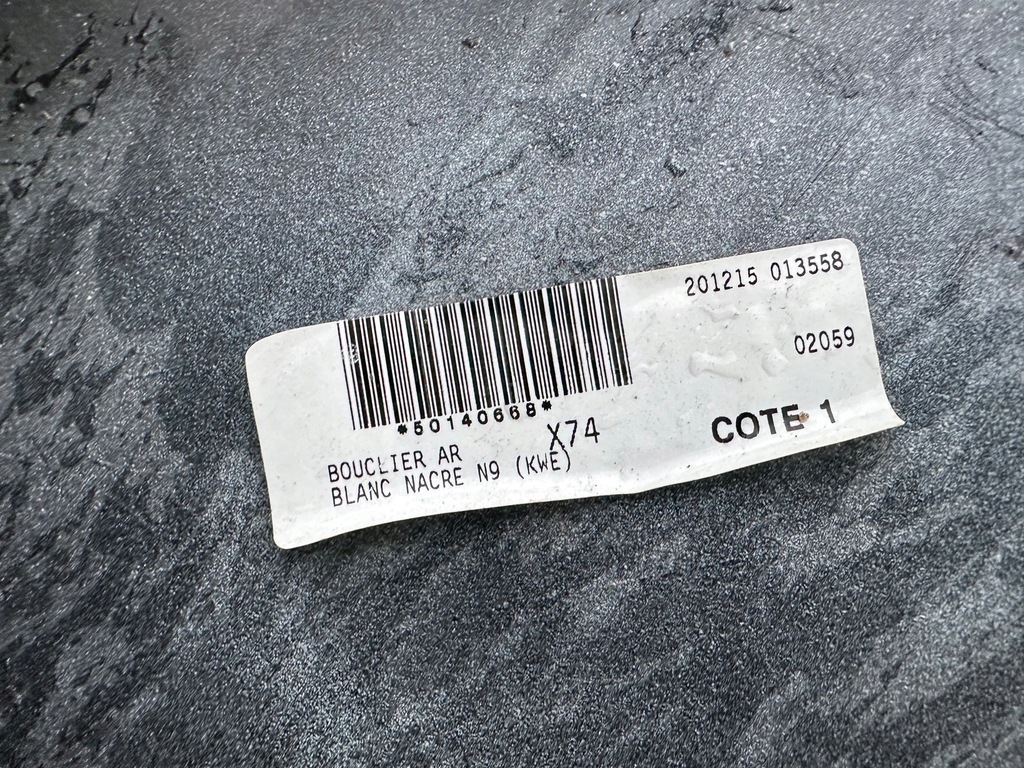 201215 013558
02059
*50140668*
X74
COTE 1
BOUCLIER AR
BLANC NACRE N9 (KWE)